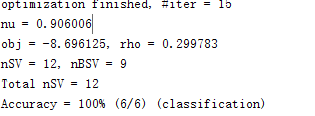 optimization finished, #iter = 15
nu = 0.906006
obj = -8.696125, rho = 0.299783
nSV = 12, nBSV = 9
Total nSV = 12
Accuracy = 100% (6/6) (classification)